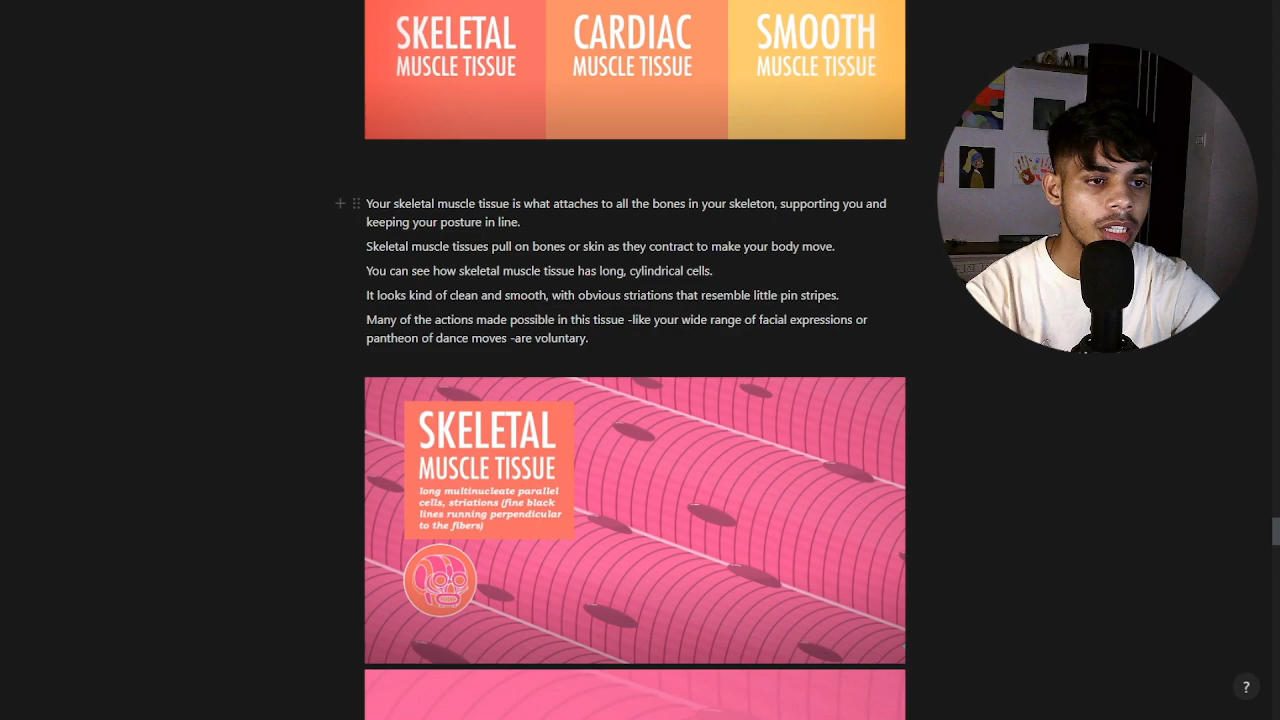 SKELETAL
MUSCLE TISSUE
CARDIAC
MUSCLE TISSUE
SMOOTH
MUSCLE TISSUE
Your skeletal muscle tissue is what attaches to all the bones in your skeleton, supporting you and
keeping your posture in line.
Skeletal muscle tissues pull on bones or skin as they contract to make your body move.
You can see how skeletal muscle tissue has long, cylindrical cells.
It looks kind of clean and smooth, with obvious striations that resemble little pin stripes.
Many of the actions made possible in this tissue -like your wide range of facial expressions or
pantheon of dance moves -are voluntary.
SKELETAL
MUSCLE TISSUE
long multinucleate parallel
cells, striations (fine black
lines running perpendicular
to the fibers)
?